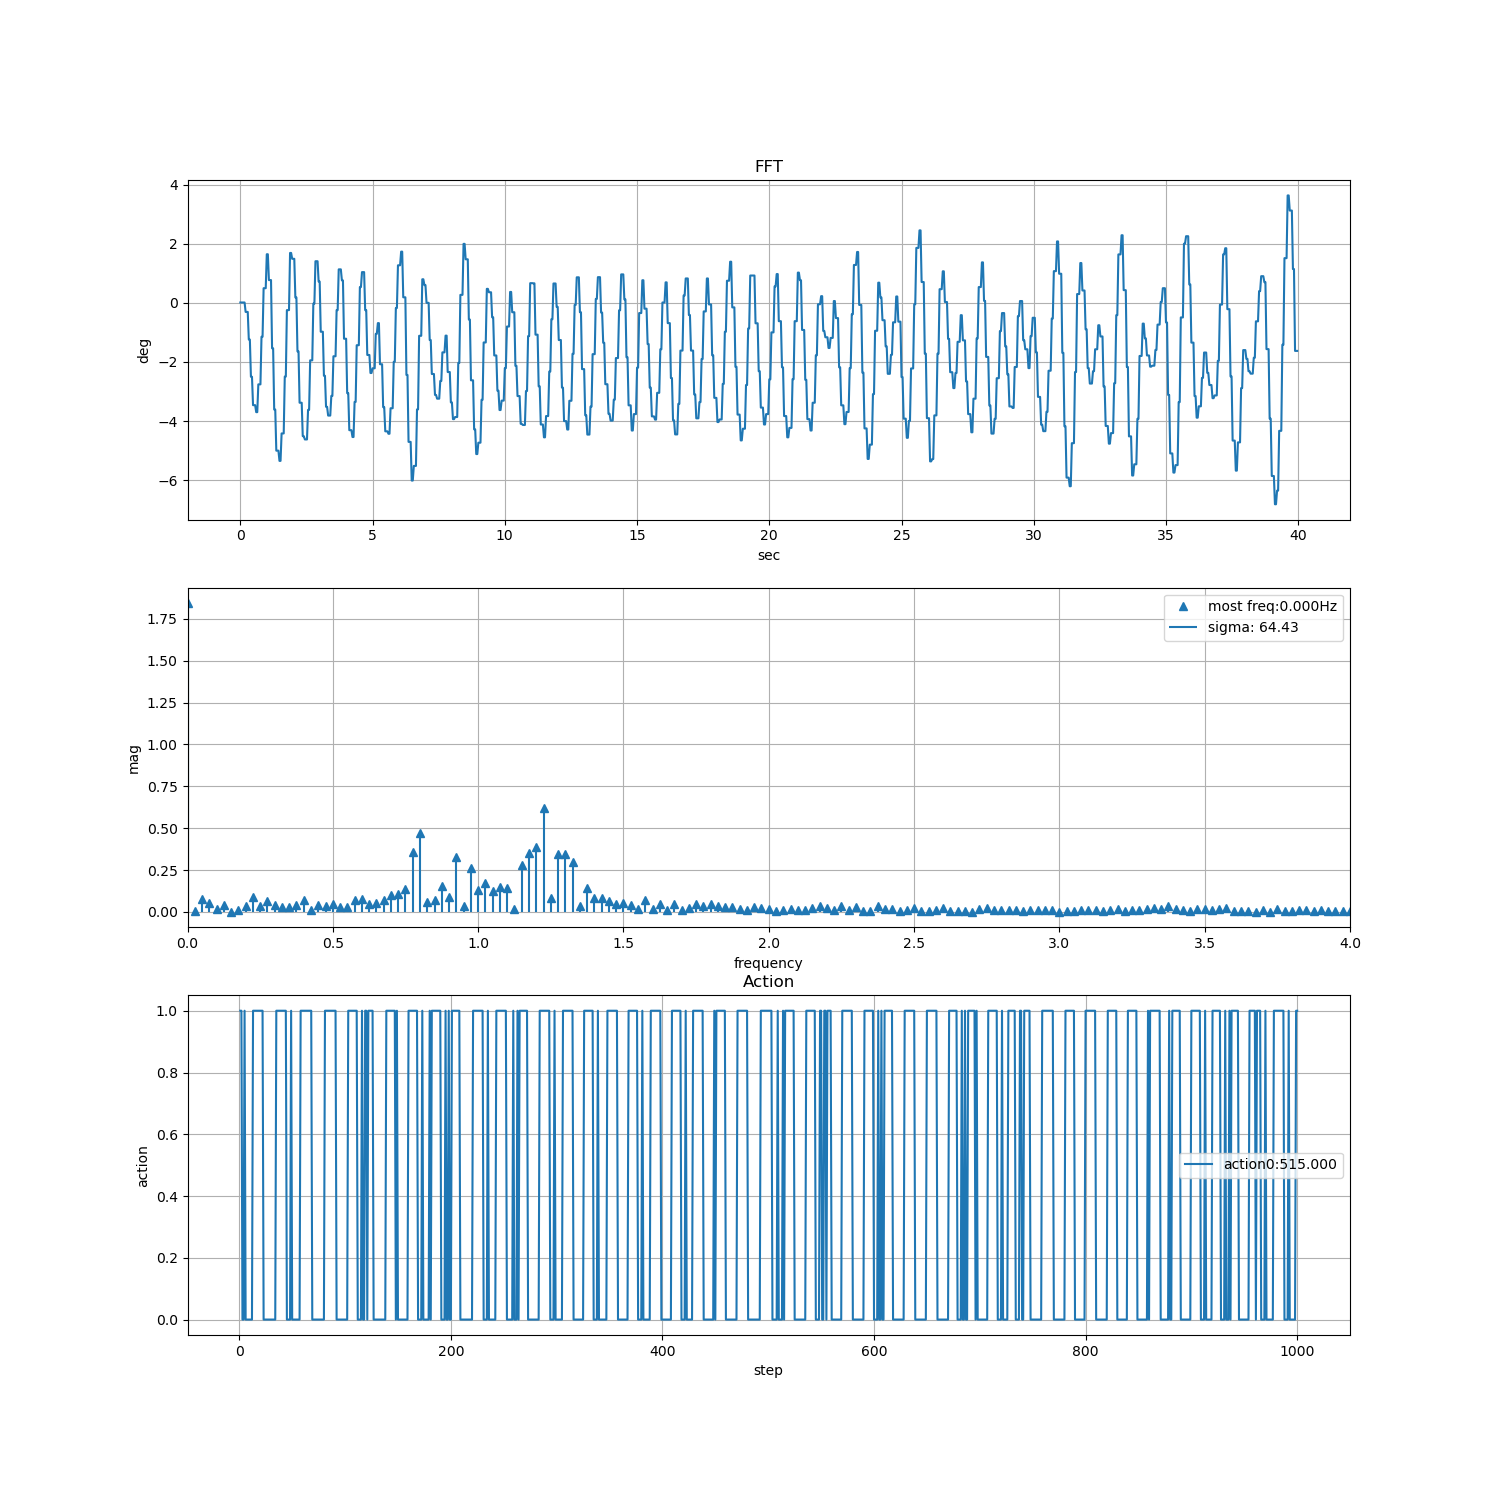 FFT
4
2
0
−2
−4
−6
deg
0 5 10 15 20 25 30 35 40
sec
1.75
1.50
1.25
1.00
0.75
0.50
0.25
0.00
mag
most freq:0.000Hz
sigma: 64.43
0.0 0.5 1.0 1.5 2.0 2.5 3.0 3.5 4.0
frequency
Action
1.0
0.8
0.6
0.4
0.2
0.0
action
action0:515.000
0 200 400 600 800 1000
step